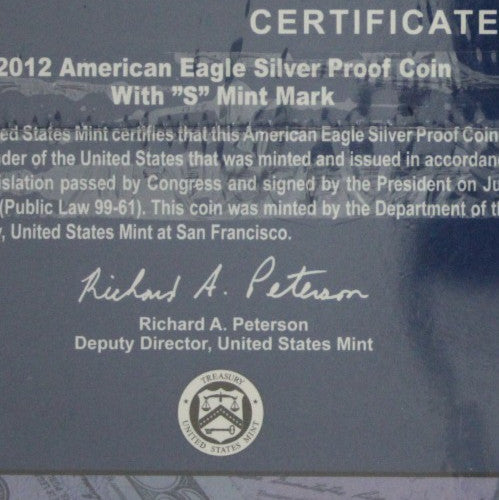 CERTIFICATE
2012 American Eagle Silver Proof Coin
With "S" Mint Mark
ed States Mint certifies that this American Eagle Silver Proof Coin
nder of the United States that was minted and issued in accordanc
islation passed by Congress and signed by the President on Ju
(Public Law 99-61). This coin was minted by the Department of th
y, United States Mint at San Francisco.
Richard A. Peterson
Richard A. Peterson
Deputy Director, United States Mint
TREASURY
UNITED STATES MINT